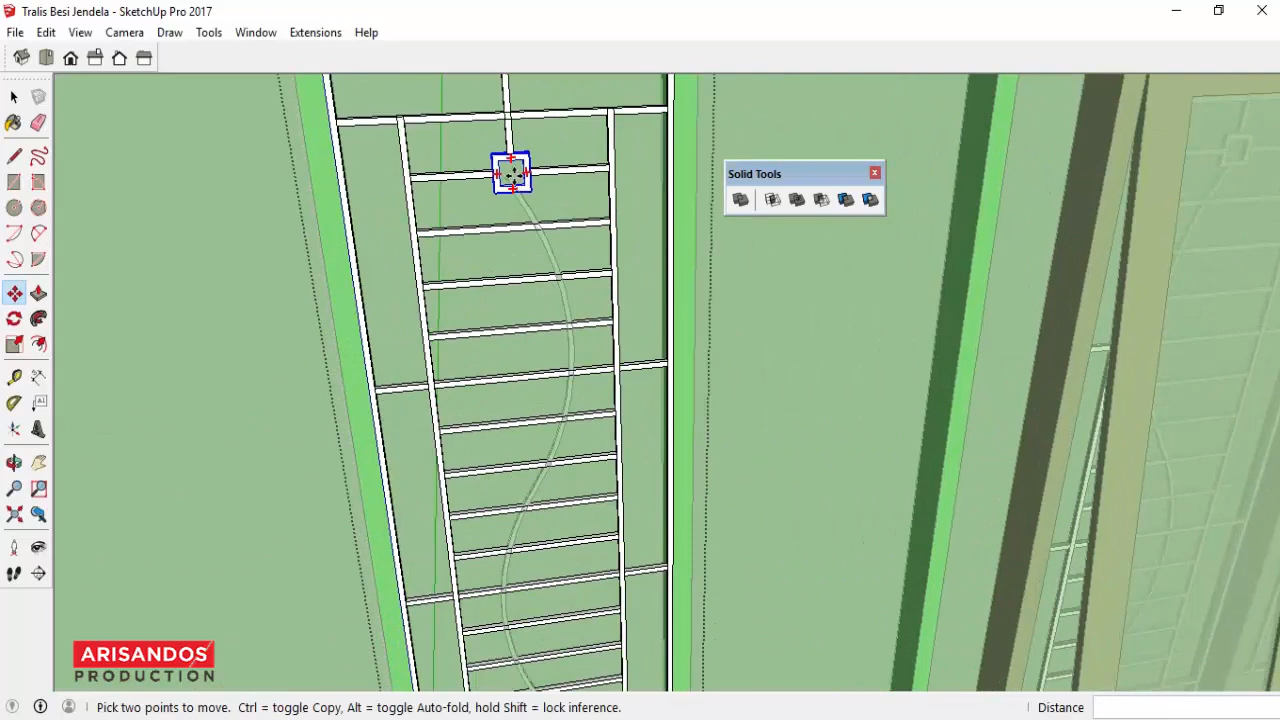 Tralis Besi Jendela - SketchUp Pro 2017
File Edit View Camera Draw Tools Window Extensions Help
Solid Tools
ARISANDOS
PRODUCTION
Pick two points to move. Ctrl = toggle Copy, Alt = toggle Auto-fold, hold Shift = lock inference.
Distance